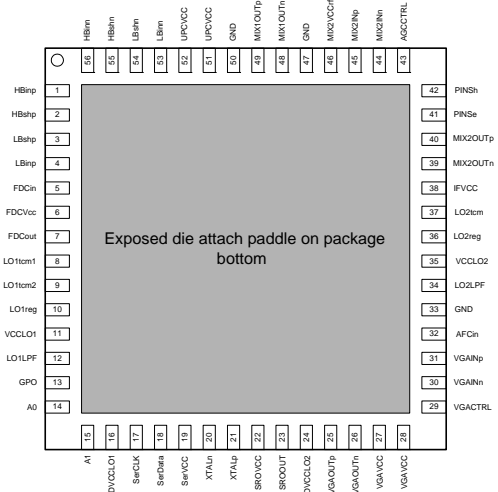 HBinn
HBshn
LBshn
LBinn
UPCVCC
UPCVCC
GND
MIX1OUTp
MIX1OUTn
GND
MIX2VCCrf
MIX2INp
MIX2INn
AGCCTRL
56
55
54
53
52
51
50
49
48
47
46
45
44
43
HBinp 1
HBshp 2
LBshp 3
LBinp 4
FDCin 5
FDCVcc 6
FDCout 7
LO1tcm1 8
LO1tcm2 9
LO1reg 10
VCCLO1 11
LO1LPF 12
GPO 13
A0 14
Exposed die attach paddle on package
bottom
42 PINSh
41 PINSe
40 MIX2OUTp
39 MIX2OUTn
38 IFVCC
37 LO2tcm
36 LO2reg
35 VCCLO2
34 LO2LPF
33 GND
32 AFCin
31 VGAINp
30 VGAINn
29 VGACTRL
15
16
17
18
19
20
21
22
23
24
25
26
27
28
A1
DVCCLO1
SerCLK
SerData
SerVCC
XTALn
XTALp
SROVCC
SROOUT
DVCCLO2
VGAOUTp
VGAOUTn
VGAVCC
VGAVCC